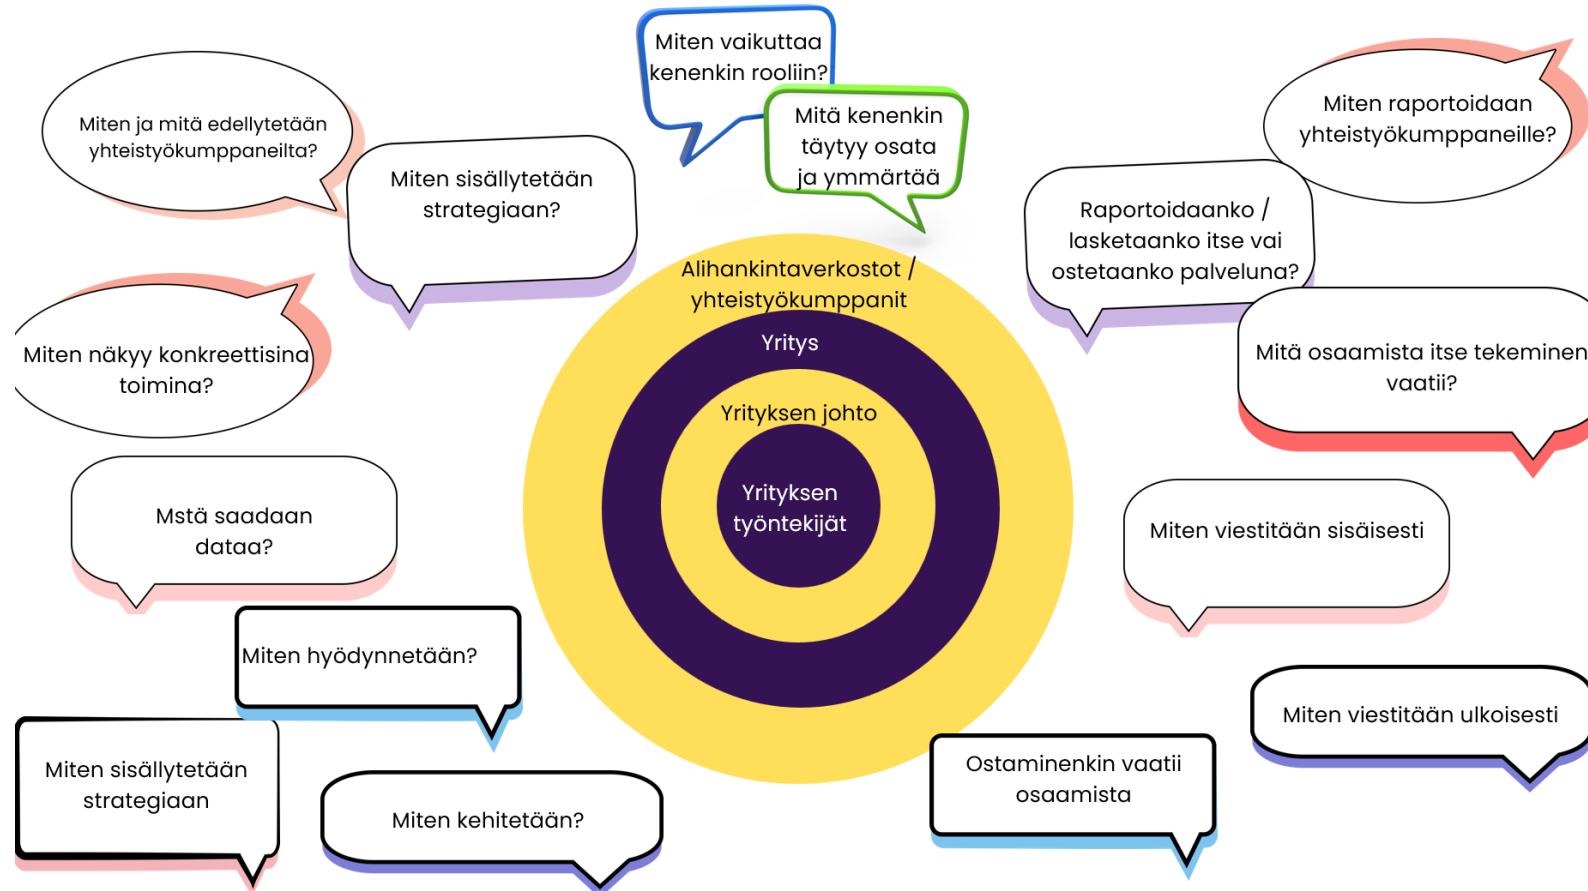 Miten vaikuttaa
kenenkin rooliin?
Mitä kenenkin
täytyy osata
ja ymmärtää
Miten ja mitä edellytetään
yhteistyökumppaneilta?
Miten sisällytetään
strategiaan?
Miten raportoidaan
yhteistyökumppaneille?
Raportoidaanko /
lasketaanko itse vai
ostetaanko palveluna?
Alihankintaverkostot /
yhteistyökumppanit
Yritys
Yrityksen johto
Yrityksen
työntekijät
Miten näkyy konkreettisina
toimina?
Mitä osaamista itse tekeminen
vaatii?
Mstä saadaan
dataa?
Miten viestitään sisäisesti
Miten hyödynnetään?
Miten viestitään ulkoisesti
Miten sisällytetään
strategiaan
Miten kehitetään?
Ostaminenkin vaatii
osaamista